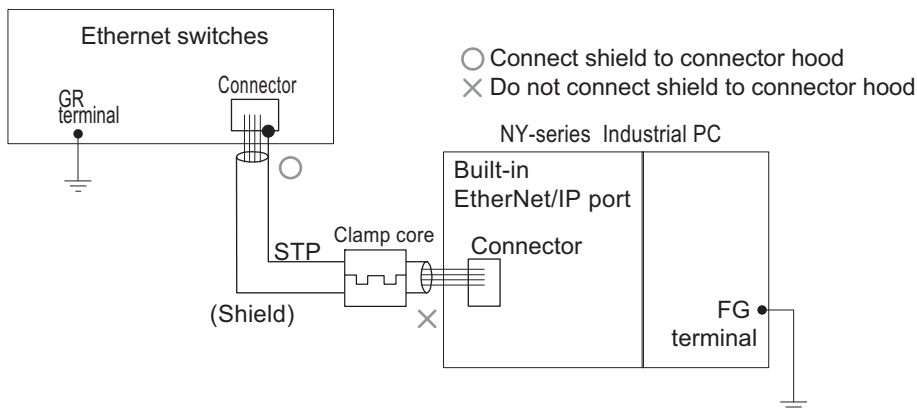 Ethernet switches
Connector
GR
terminal
Connect shield to connector hood
Do not connect shield to connector hood
NY-series Industrial PC
Built-in
EtherNet/IP port
Clamp core
STP
Connector
(Shield)
FG
terminal